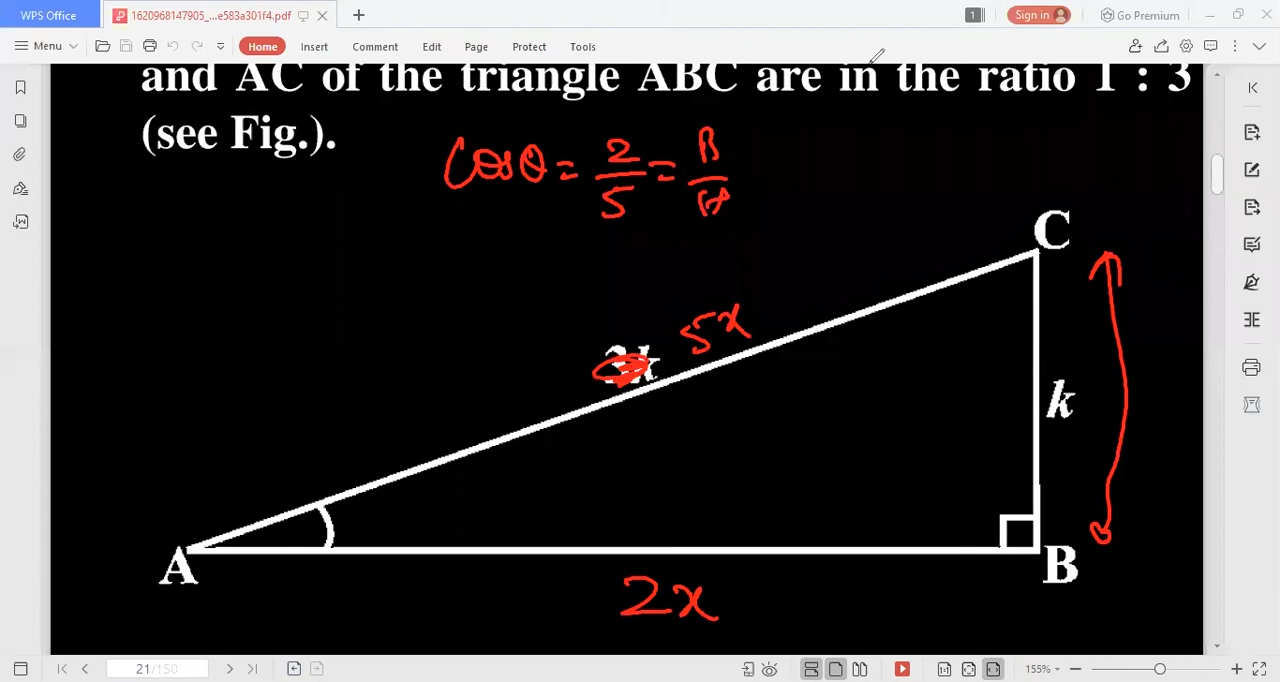 WPS Office
1620968147905_...e583a301f4.pdf
1
Sign in
Go Premium
Menu
Home Insert Comment Edit Page Protect Tools
and AC of the triangle ABC are in the ratio 1 : 3
(see Fig.).
Cosθ = 2/5 = B/H
C
5x
k
A
B
2x
21/150
155%